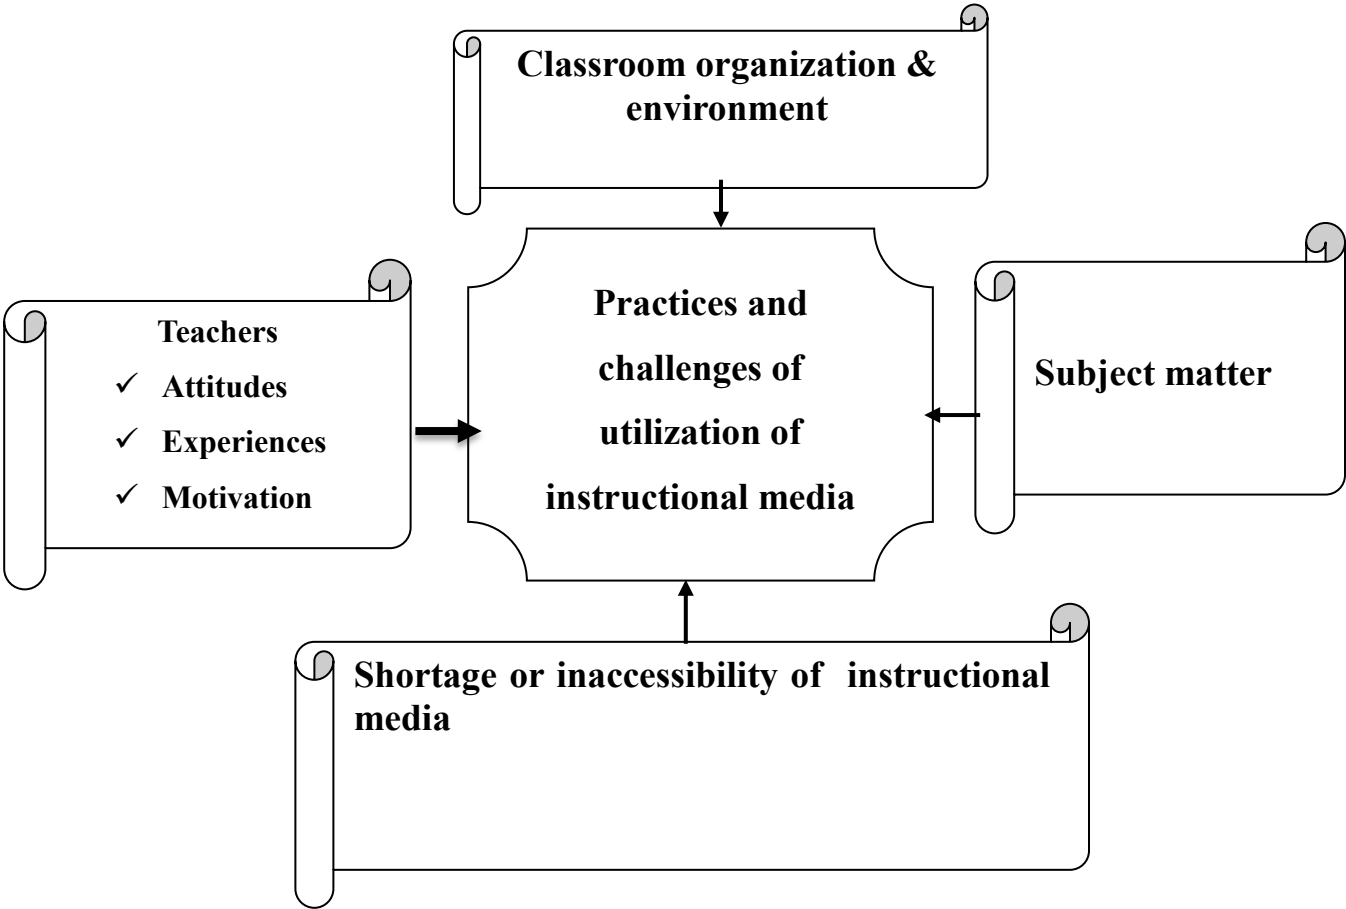 Classroom organization &
environment
Teachers
✓ Attitudes
✓ Experiences
✓ Motivation
Practices and
challenges of
utilization of
instructional media
Subject matter
Shortage or inaccessibility of instructional
media